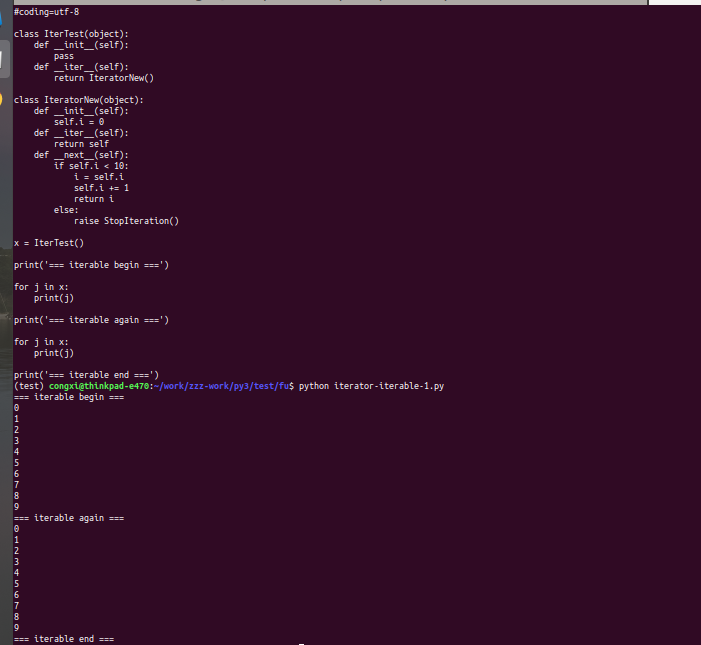 #coding=utf-8

class IterTest(object):
    def __init__(self):
        pass
    def __iter__(self):
        return IteratorNew()

class IteratorNew(object):
    def __init__(self):
        self.i = 0
    def __iter__(self):
        return self
    def __next__(self):
        if self.i < 10:
            i = self.i
            self.i += 1
            return i
        else:
            raise StopIteration()

x = IterTest()

print('=== iterable begin ===')

for j in x:
    print(j)

print('=== iterable again ===')

for j in x:
    print(j)

print('=== iterable end ===')
(test) congxi@thinkpad-e470:~/work/zzz-work/py3/test/fu$ python iterator-iterable-1.py
=== iterable begin ===
0
1
2
3
4
5
6
7
8
9
=== iterable again ===
0
1
2
3
4
5
6
7
8
9
=== iterable end ===